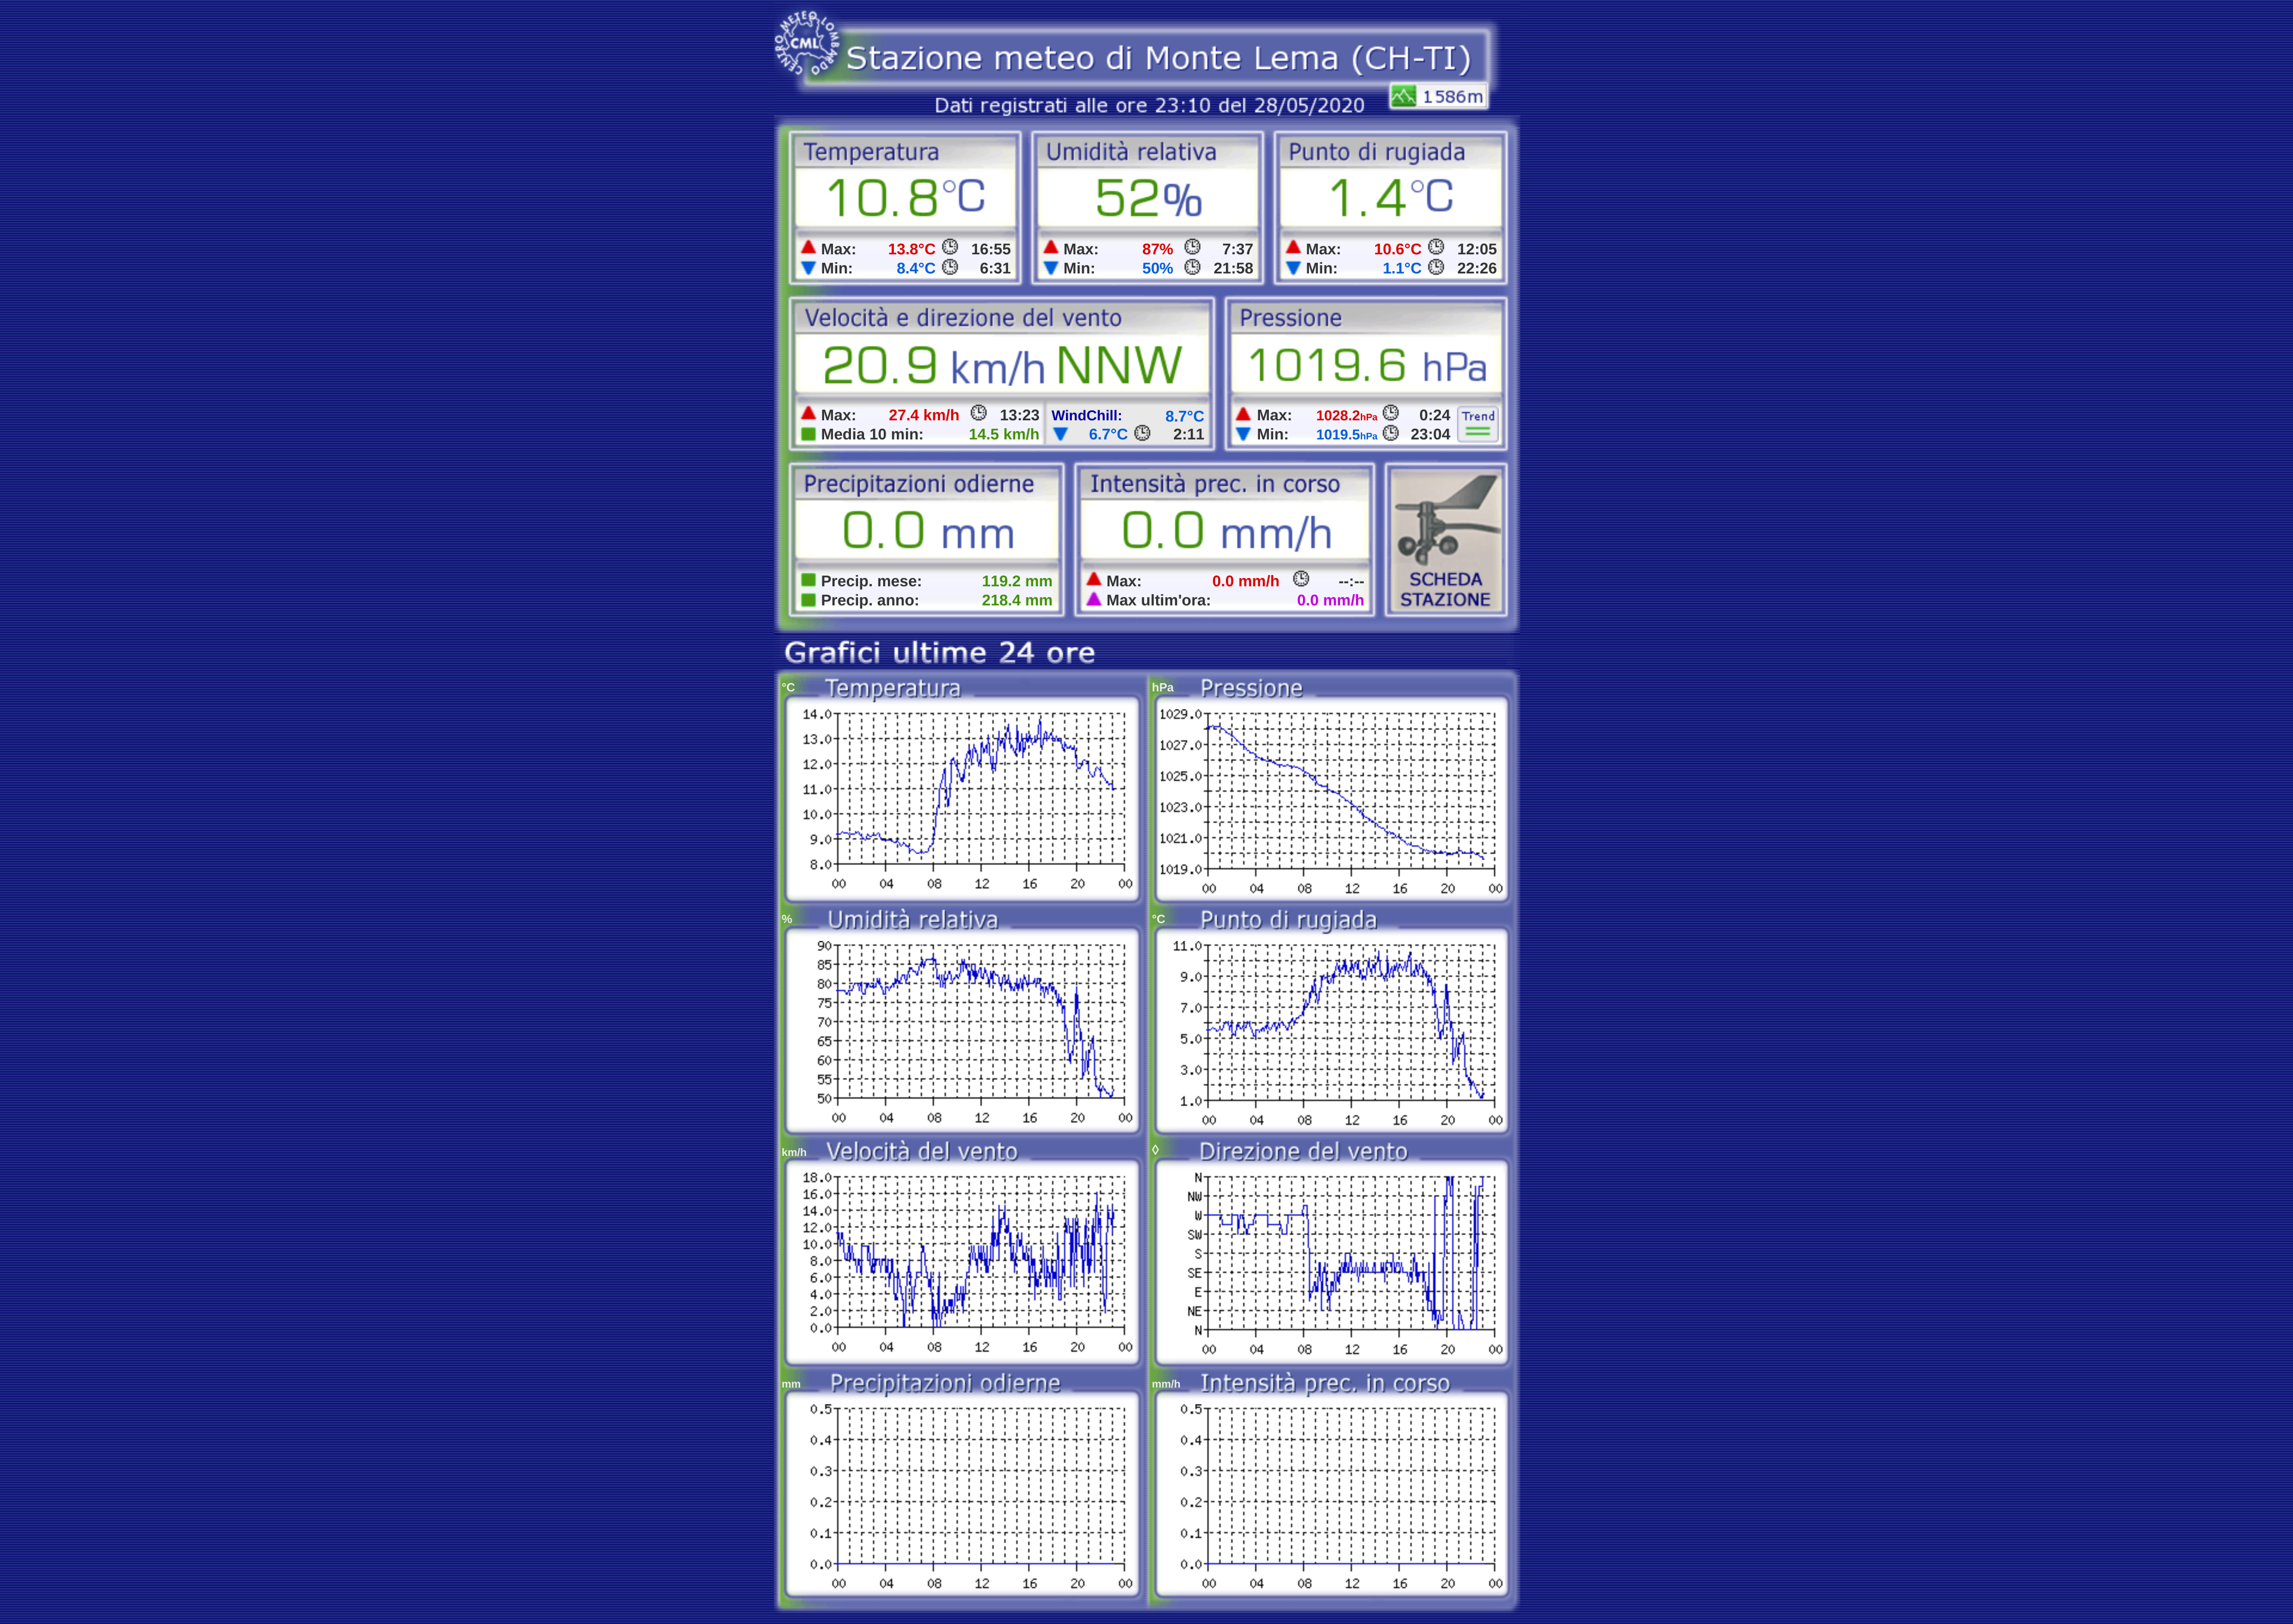 CENTRO METEO LOMBARDO
CML
Stazione meteo di Monte Lema (CH-TI)
Dati registrati alle ore 23:10 del 28/05/2020
1586m
Temperatura
10.8°C
Max: 13.8°C 16:55
Min: 8.4°C 6:31
Umidità relativa
52%
Max: 87% 7:37
Min: 50% 21:58
Punto di rugiada
1.4°C
Max: 10.6°C 12:05
Min: 1.1°C 22:26
Velocità e direzione del vento
20.9 km/h NNW
Max: 27.4 km/h 13:23
Media 10 min: 14.5 km/h
WindChill: 8.7°C
6.7°C 2:11
Pressione
1019.6 hPa
Max: 1028.2hPa 0:24
Min: 1019.5hPa 23:04
Trend
Precipitazioni odierne
0.0 mm
Precip. mese: 119.2 mm
Precip. anno: 218.4 mm
Intensità prec. in corso
0.0 mm/h
Max: 0.0 mm/h --:--
Max ultim'ora: 0.0 mm/h
SCHEDA
STAZIONE
Grafici ultime 24 ore
°C Temperatura
14.0
13.0
12.0
11.0
10.0
9.0
8.0
00 04 08 12 16 20 00
hPa Pressione
1029.0
1027.0
1025.0
1023.0
1021.0
1019.0
00 04 08 12 16 20 00
% Umidità relativa
90
85
80
75
70
65
60
55
50
00 04 08 12 16 20 00
°C Punto di rugiada
11.0
9.0
7.0
5.0
3.0
1.0
00 04 08 12 16 20 00
km/h Velocità del vento
18.0
16.0
14.0
12.0
10.0
8.0
6.0
4.0
2.0
0.0
00 04 08 12 16 20 00
◊ Direzione del vento
N
NW
W
SW
S
SE
E
NE
N
00 04 08 12 16 20 00
mm Precipitazioni odierne
0.5
0.4
0.3
0.2
0.1
0.0
00 04 08 12 16 20 00
mm/h Intensità prec. in corso
0.5
0.4
0.3
0.2
0.1
0.0
00 04 08 12 16 20 00